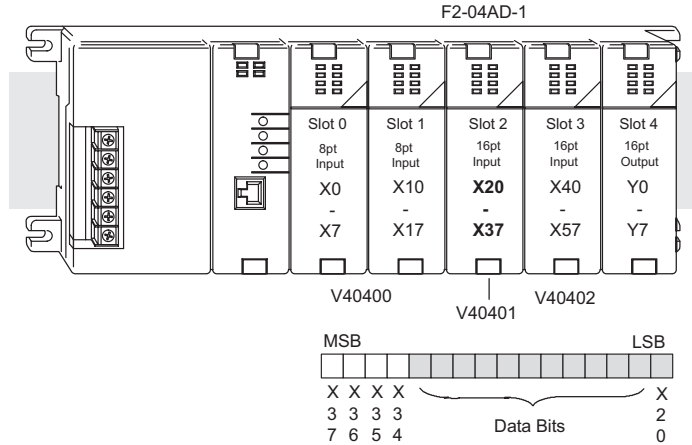 F2-04AD-1
Slot 0
8pt
Input
X0
-
X7
Slot 1
8pt
Input
X10
-
X17
Slot 2
16pt
Input
X20
-
X37
Slot 3
16pt
Input
X40
-
X57
Slot 4
16pt
Output
Y0
-
Y7
V40400
V40401
V40402
MSB
LSB
X X X X X
3 3 3 3 2
7 6 5 4 0
Data Bits